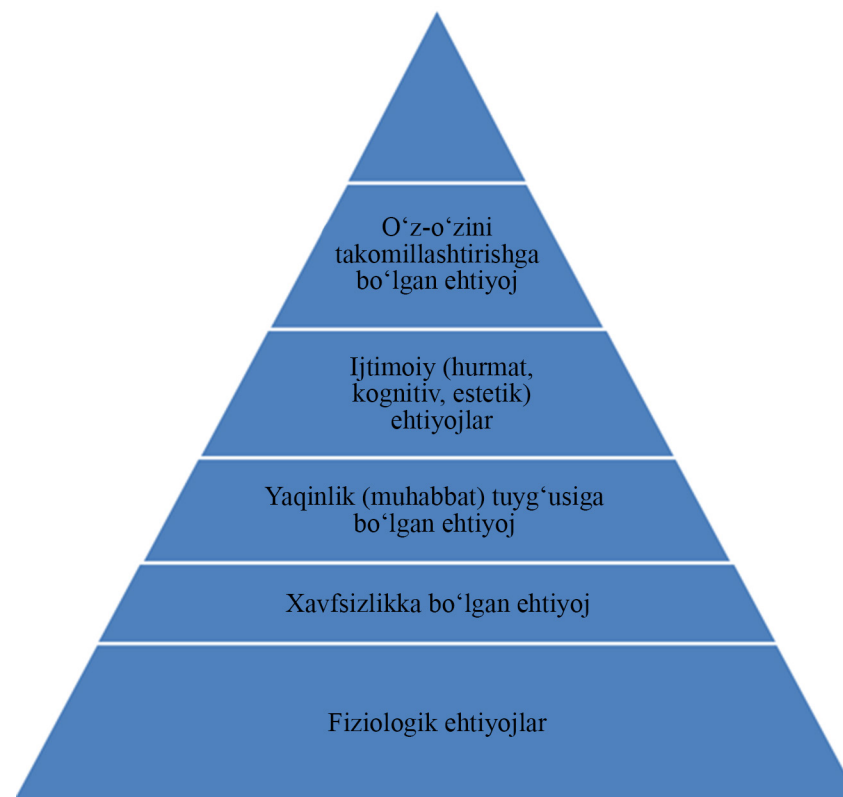 O‘z-o‘zini
takomillashtirishga
bo‘lgan ehtiyoj
Ijtimoiy (hurmat,
kognitiv, estetik)
ehtiyojlar
Yaqinlik (muhabbat) tuyg‘usiga
bo‘lgan ehtiyoj
Xavfsizlikka bo‘lgan ehtiyoj
Fiziologik ehtiyojlar